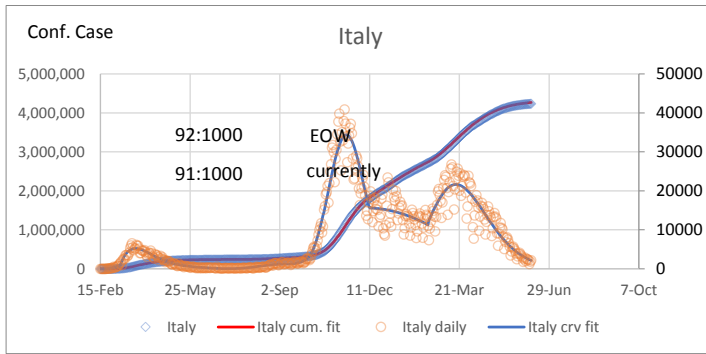 Conf. Case
Italy
5,000,000 50000
4,000,000 40000
92:1000 EOW
3,000,000 30000
currently
91:1000
2,000,000 20000
1,000,000 10000
0 0
15-Feb 25-May 2-Sep 11-Dec 21-Mar 29-Jun 7-Oct
Italy Italy cum. fit Italy daily Italy crv fit